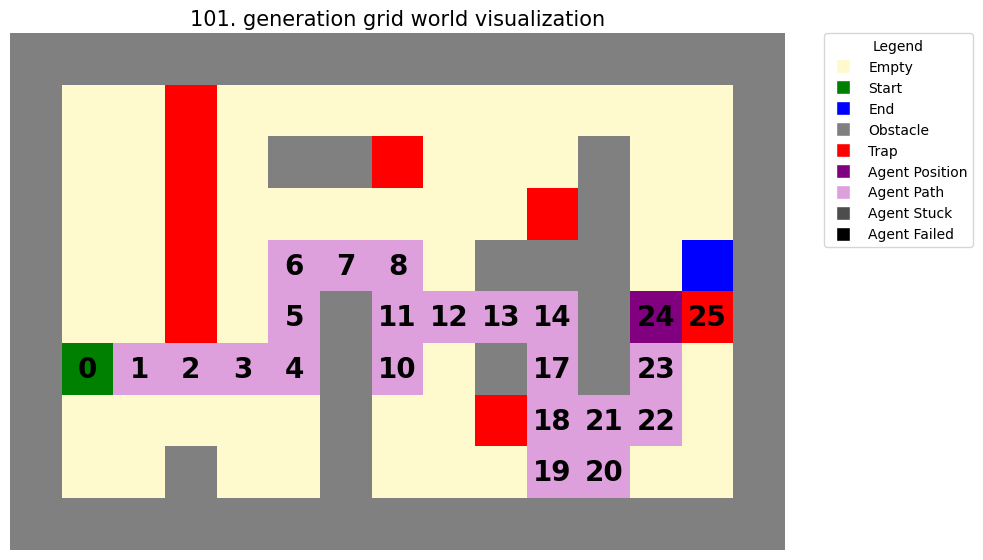 101. generation grid world visualization
6 7 8
5 11 12 13 14 24 25
0 1 2 3 4 10 17 23
18 21 22
19 20
Legend
Empty
Start
End
Obstacle
Trap
Agent Position
Agent Path
Agent Stuck
Agent Failed